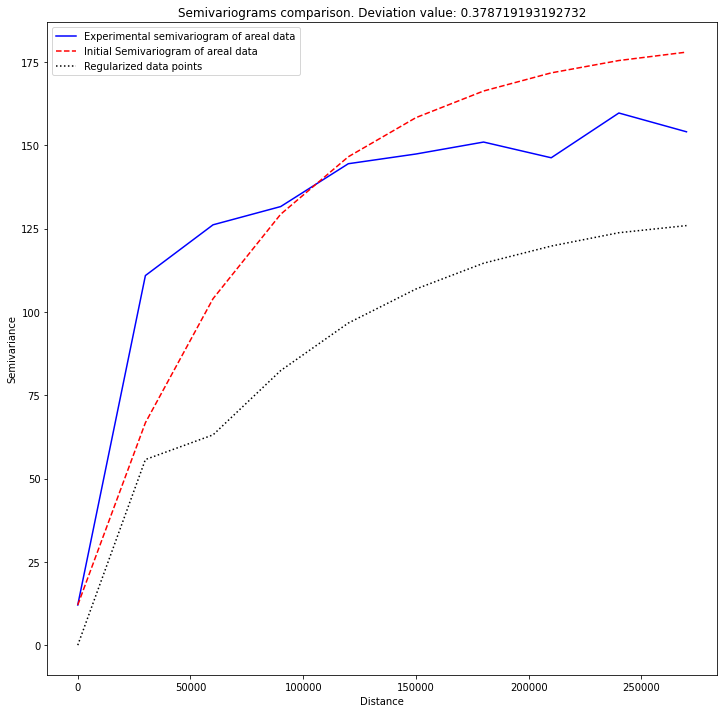 Semivariograms comparison. Deviation value: 0.378719193192732
Experimental semivariogram of areal data
Initial Semivariogram of areal data
Regularized data points
175
150
125
100
75
50
25
0
Semivariance
0 50000 100000 150000 200000 250000
Distance